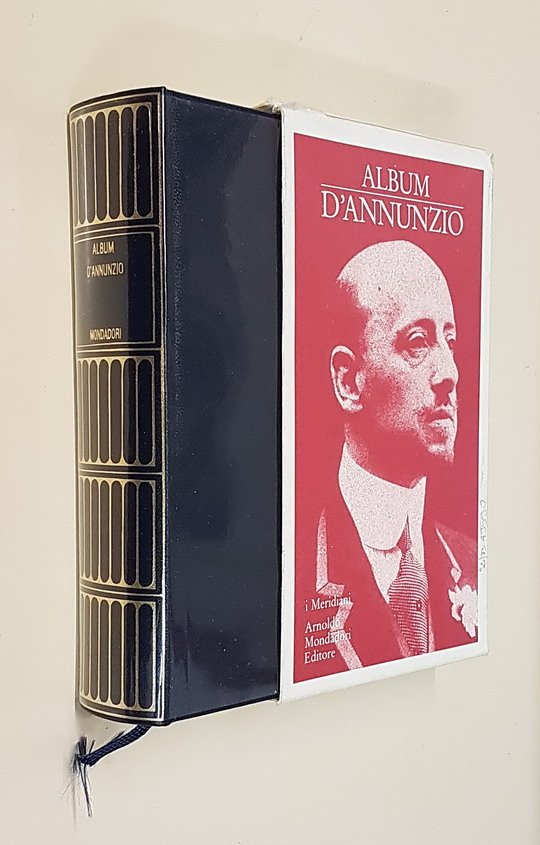 ALBUM
D'ANNUNZIO
MONDADORI
ALBUM
D'ANNUNZIO
i Meridiani
Arnoldo
Mondadori
Editore